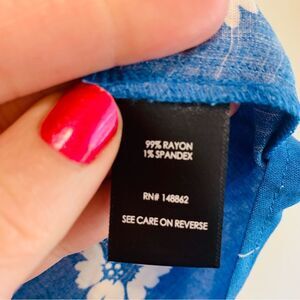 99% RAYON
1% SPANDEX
RN# 148862
SEE CARE ON REVERSE